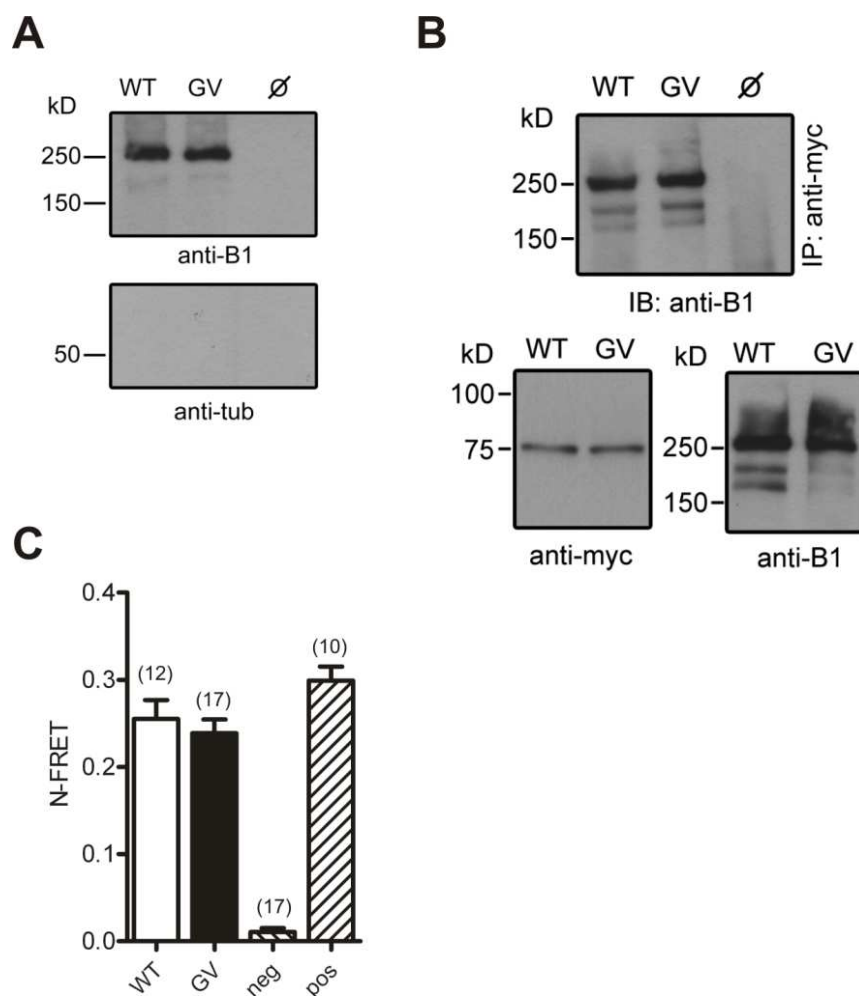 A
WT GV Ø
kD
250
150
anti-B1
50
anti-tub
B
WT GV Ø
kD
250
150
IP: anti-myc
IB: anti-B1
kD WT GV
100
75
anti-myc
kD WT GV
250
150
anti-B1
C
N-FRET
0.4
0.3
0.2
0.1
0.0
(12)
(17)
(17)
(10)
WT GV neg pos